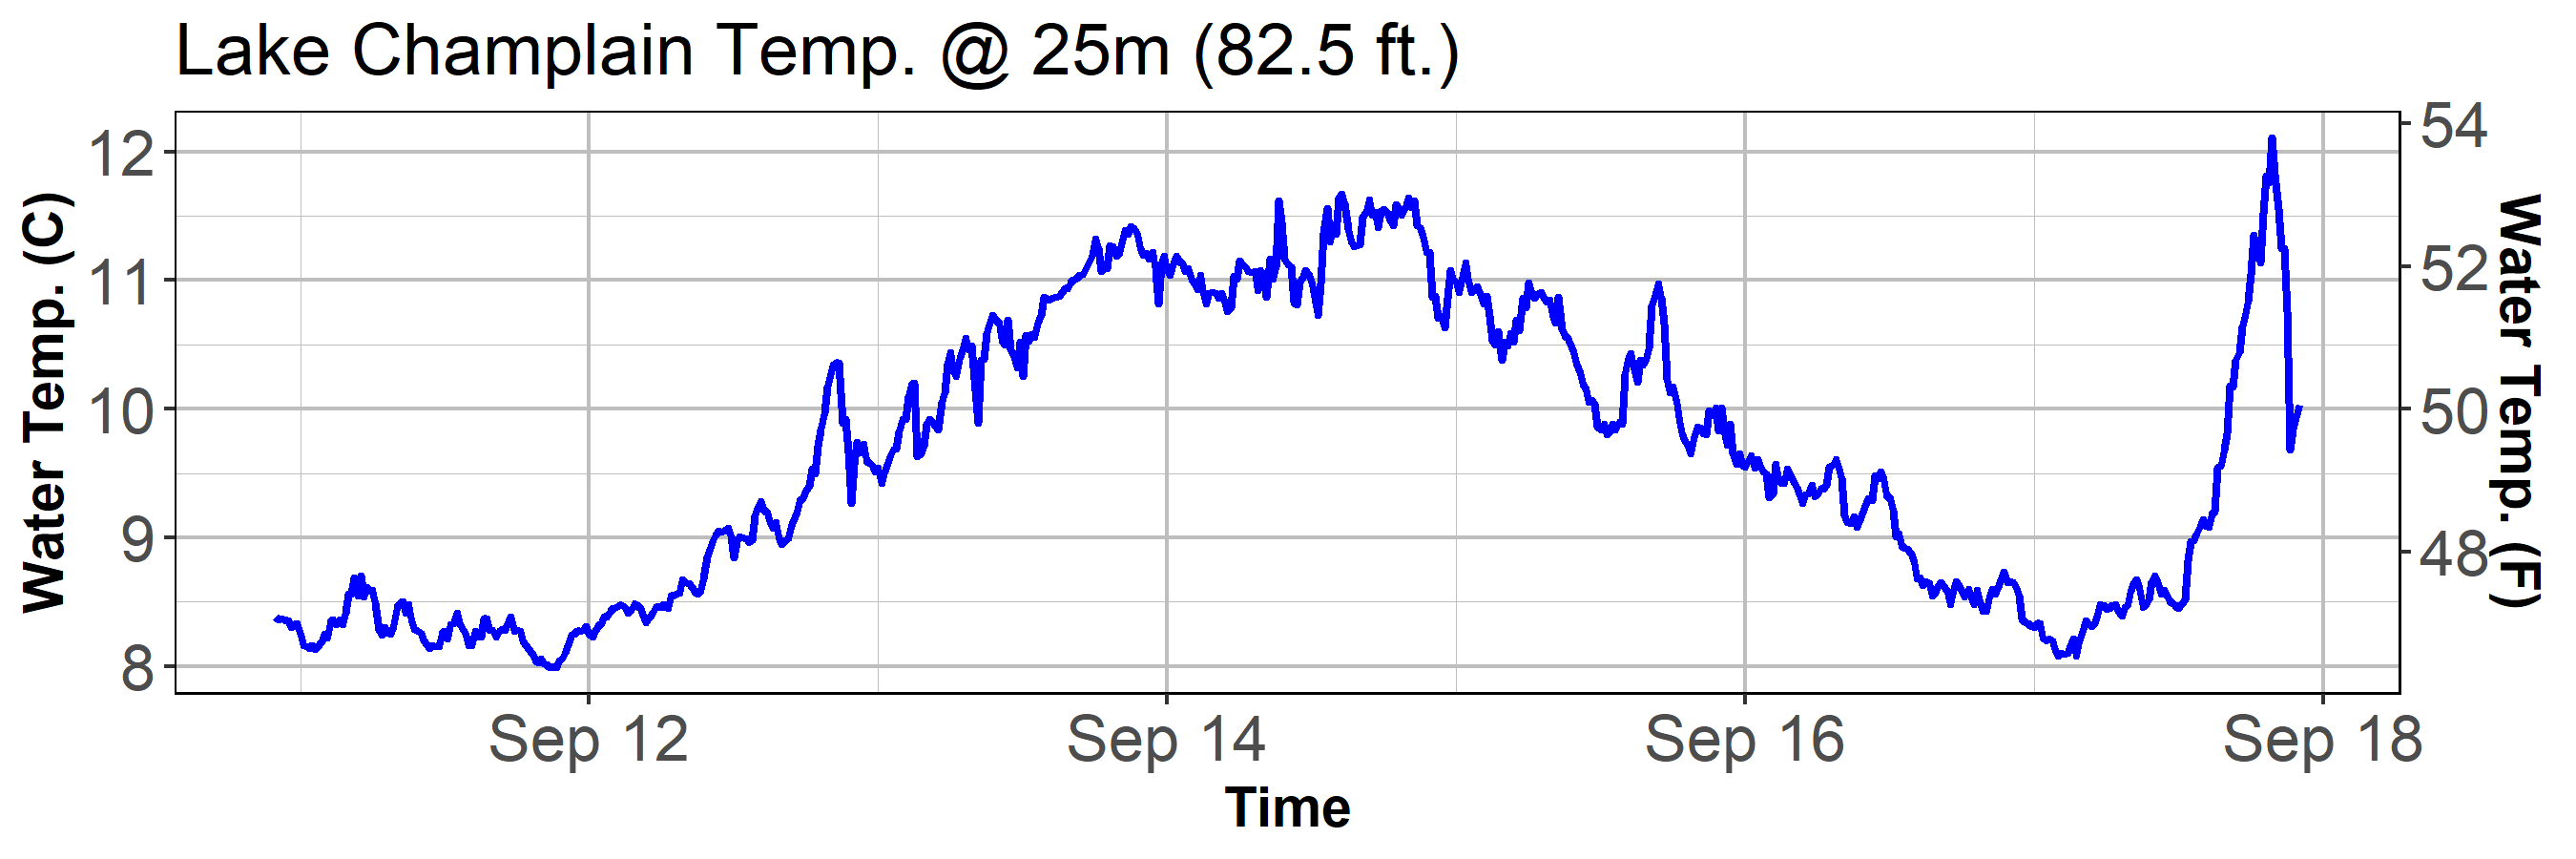 Lake Champlain Temp. @ 25m (82.5 ft.)
Water Temp. (C)
12
11
10
9
8
54
52
50
48
Water Temp. (F)
Sep 12
Sep 14
Sep 16
Sep 18
Time